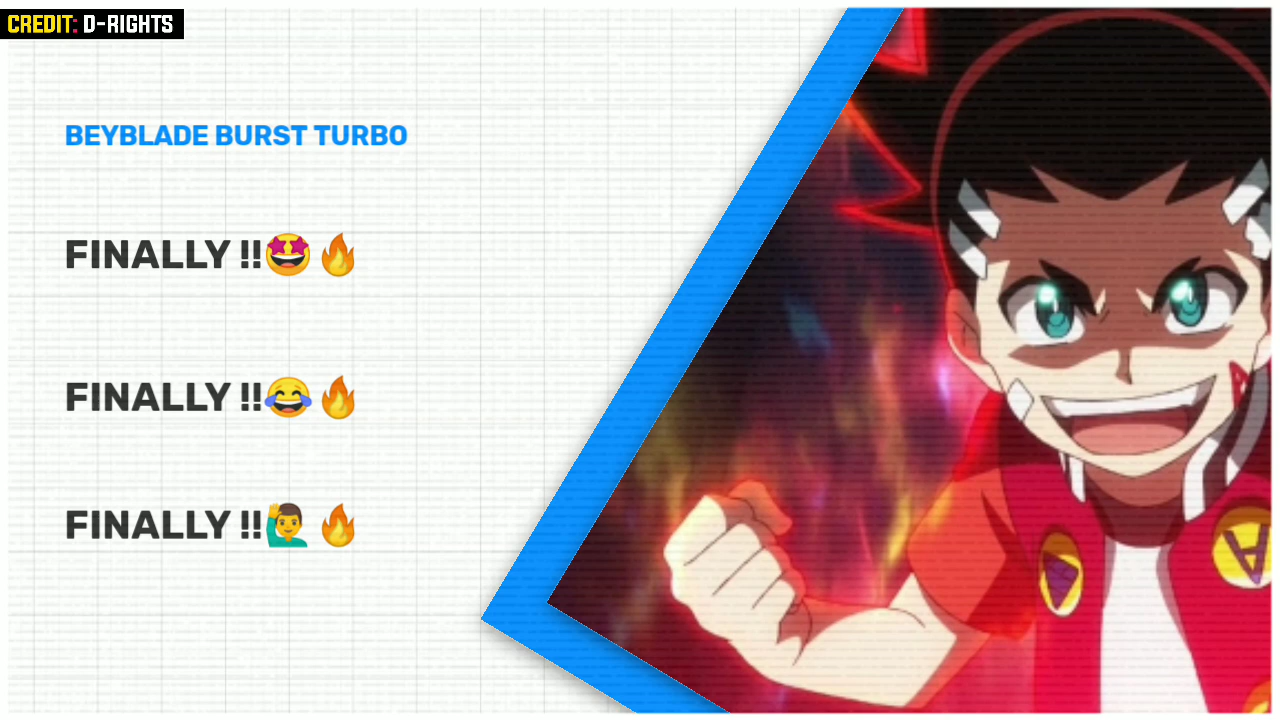 CREDIT: D-RIGHTS
BEYBLADE BURST TURBO
FINALLY !!🤩🔥
FINALLY !!😂🔥
FINALLY !!🙋‍♂️🔥
A